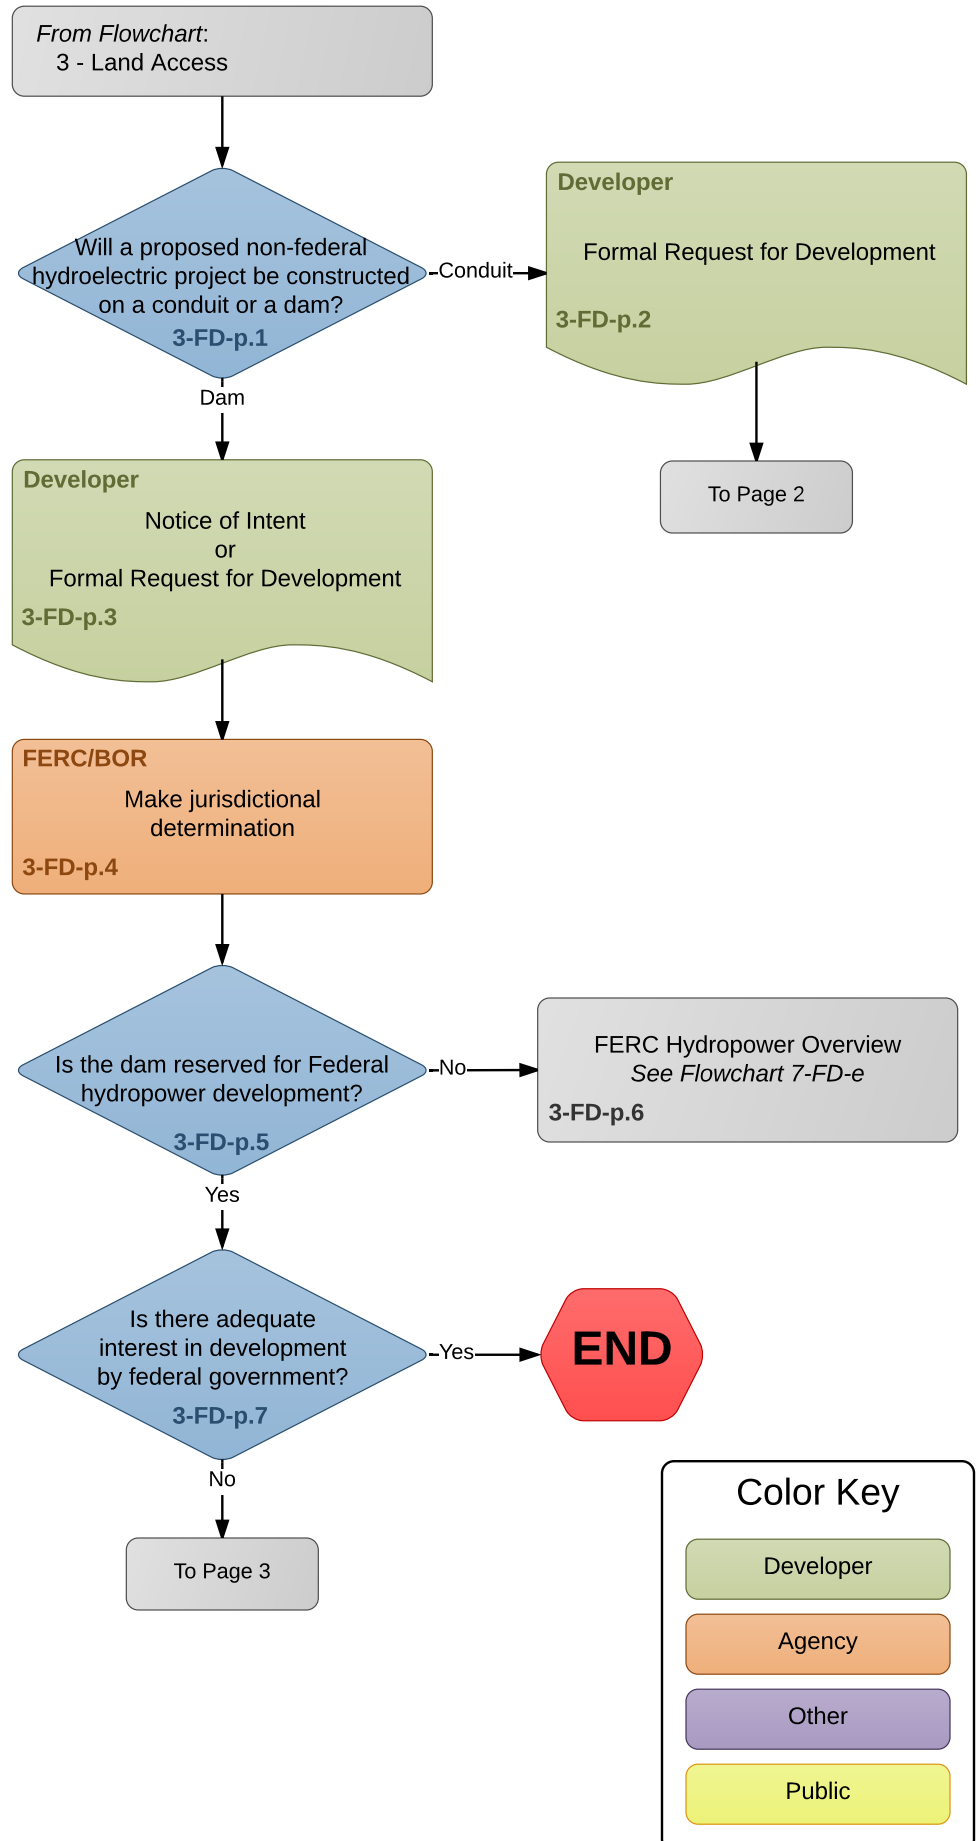 From Flowchart:
3 - Land Access
Will a proposed non-federal
hydroelectric project be constructed
on a conduit or a dam?
3-FD-p.1
Conduit
Developer
Formal Request for Development
3-FD-p.2
To Page 2
Dam
Developer
Notice of Intent
or
Formal Request for Development
3-FD-p.3
FERC/BOR
Make jurisdictional
determination
3-FD-p.4
Is the dam reserved for Federal
hydropower development?
3-FD-p.5
No
FERC Hydropower Overview
See Flowchart 7-FD-e
3-FD-p.6
Yes
Is there adequate
interest in development
by federal government?
3-FD-p.7
Yes
END
No
To Page 3
Color Key
Developer
Agency
Other
Public